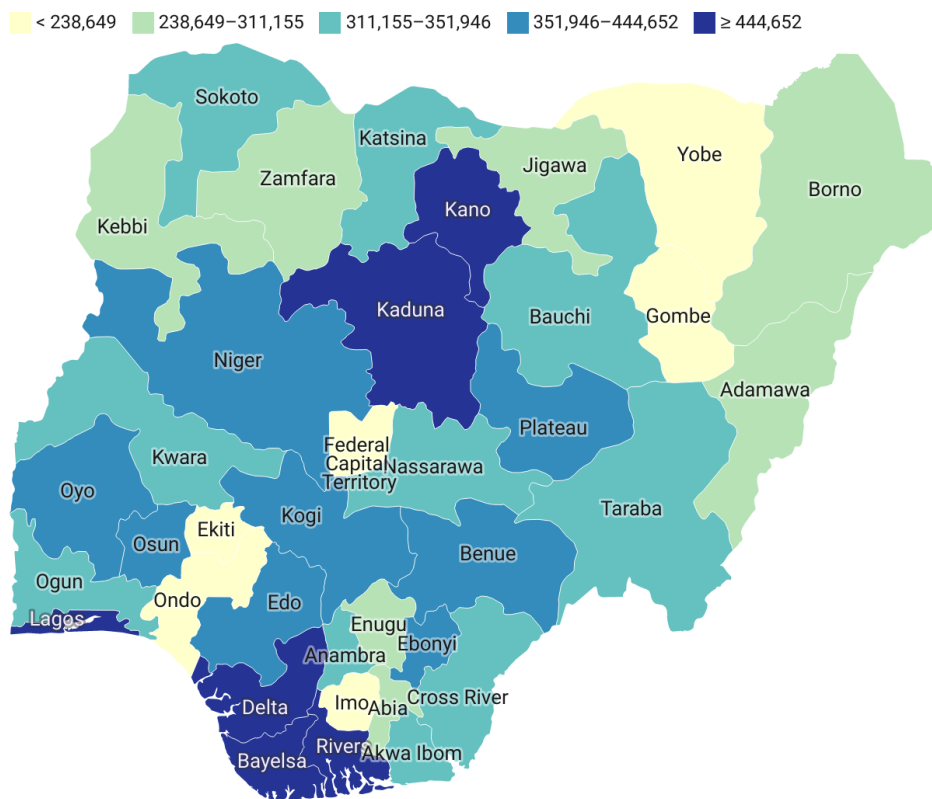 < 238,649 238,649–311,155 311,155–351,946 351,946–444,652 ≥ 444,652
Sokoto
Katsina
Yobe
Jigawa
Zamfara
Borno
Kano
Kebbi
Kaduna
Bauchi
Gombe
Niger
Adamawa
Plateau
Federal
Capital
Territory
Nassarawa
Kwara
Oyo
Taraba
Kogi
Ekiti
Osun
Benue
Ogun
Ondo
Edo
Lagos
Enugu
Ebonyi
Anambra
Cross River
Imo
Abia
Delta
Rivers
Akwa Ibom
Bayelsa